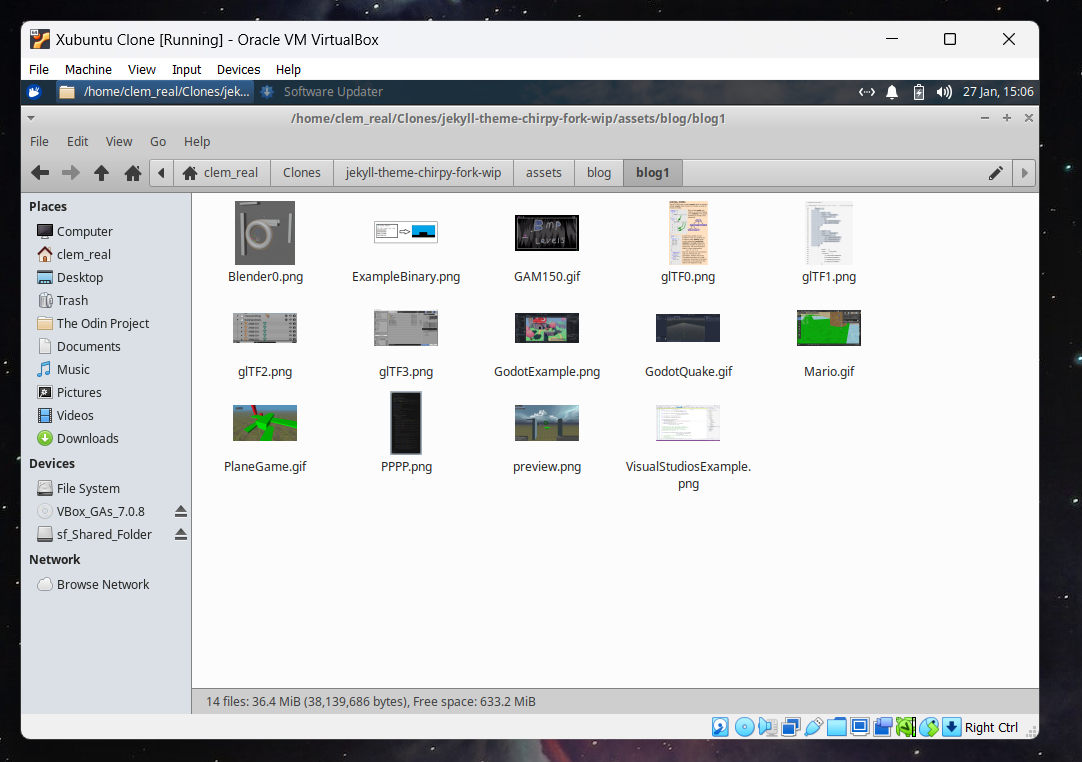 Xubuntu Clone [Running] - Oracle VM VirtualBox
File Machine View Input Devices Help
/home/clem_real/Clones/jek... Software Updater 27 Jan, 15:06
/home/clem_real/Clones/jekyll-theme-chirpy-fork-wip/assets/blog/blog1
File Edit View Go Help
clem_real Clones jekyll-theme-chirpy-fork-wip assets blog blog1
Places
Computer
clem_real
Desktop
Trash
The Odin Project
Documents
Music
Pictures
Videos
Downloads
Devices
File System
VBox_GAs_7.0.8
sf_Shared_Folder
Network
Browse Network
Bmp
Levels
Blender0.png ExampleBinary.png GAM150.gif glTF0.png glTF1.png
glTF2.png glTF3.png GodotExample.png GodotQuake.gif Mario.gif
PlaneGame.gif PPPP.png preview.png VisualStudiosExample.
png
14 files: 36.4 MiB (38,139,686 bytes), Free space: 633.2 MiB
Right Ctrl